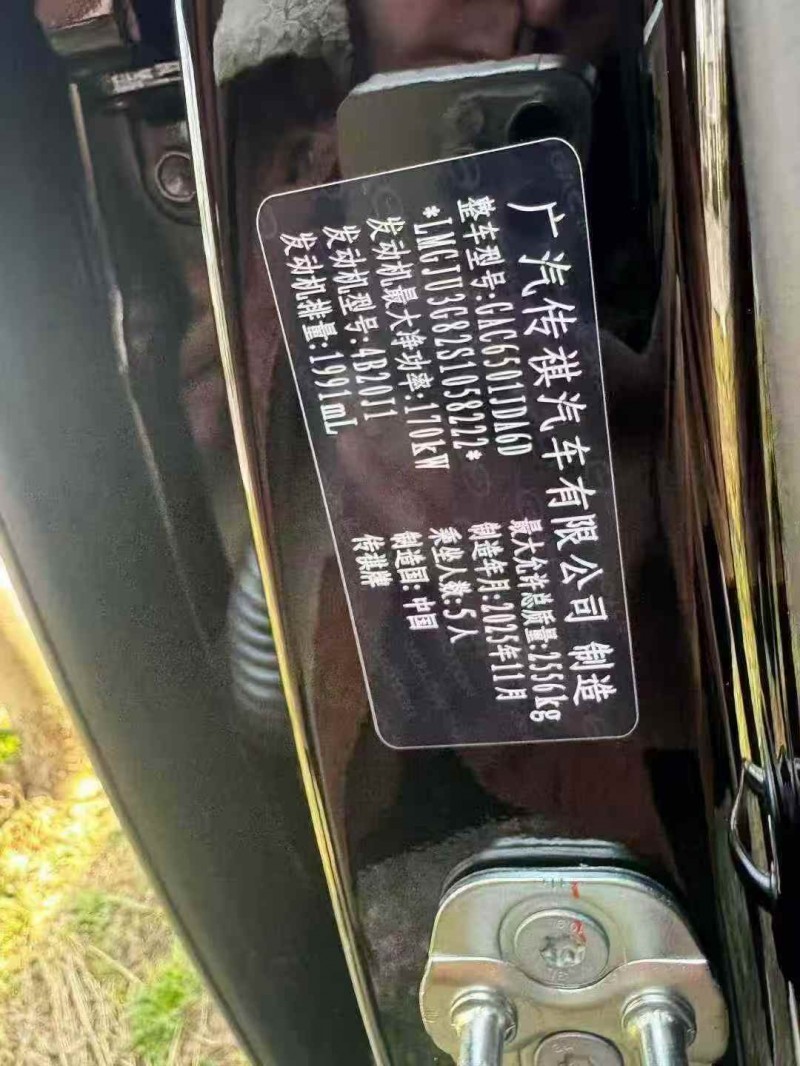 广汽传祺汽车有限公司 制造
整车型号:GAC6501JDA6D 最大允许总质量:2556kg
*LMGJU3G82S1058222* 制造年月:2025年11月
发动机最大净功率:170kW 乘坐人数:5人
发动机型号:4B20J1 制造国:中国
发动机排量:1991mL 传祺牌